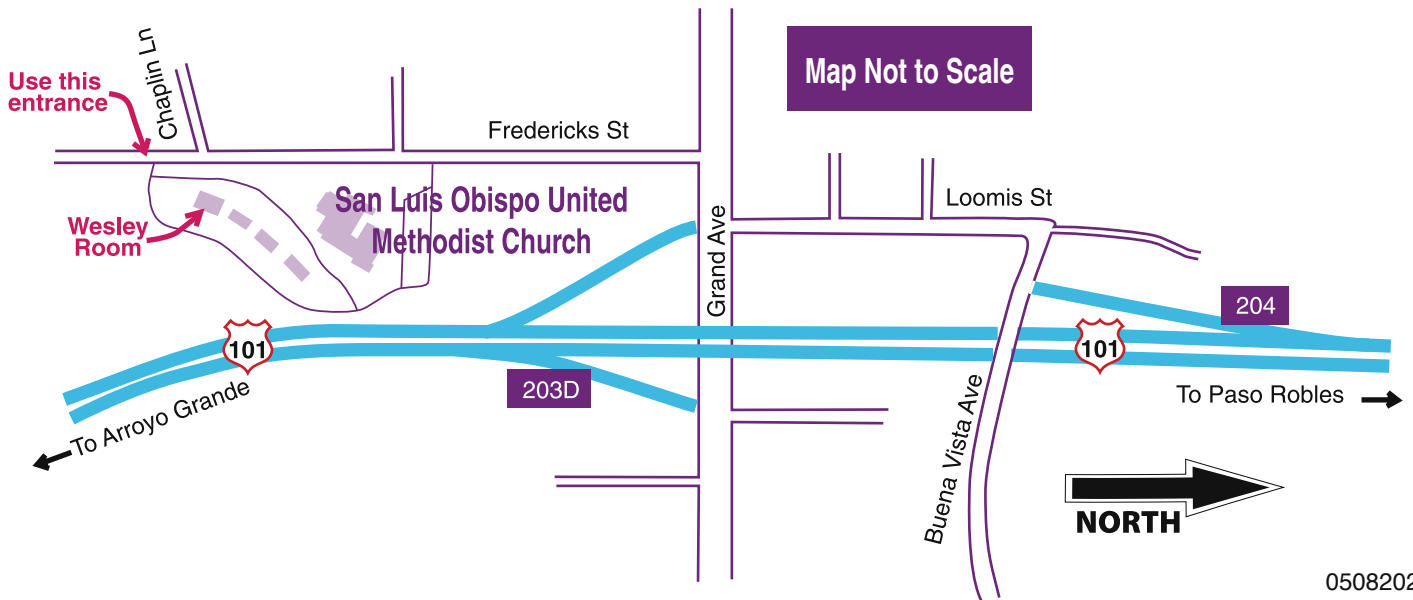 Chaplin Ln
Map Not to Scale
Use this
entrance
Fredericks St
San Luis Obispo United
Methodist Church
Loomis St
Wesley
Room
Grand Ave
204
101
101
203D
To Paso Robles
To Arroyo Grande
Buena Vista Ave
NORTH
0508202